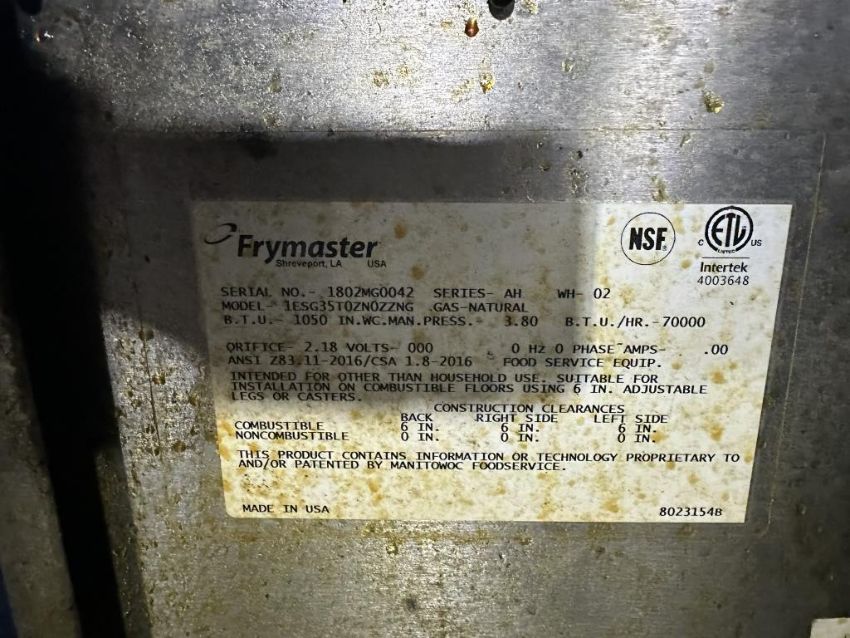 Frymaster
Shreveport, LA USA
NSF.
C ETL US
LISTED
Intertek
4003648
SERIAL NO.- 1802MG0042 SERIES- AH WH- 02
MODEL- 1ESG35T0ZN0ZZNG GAS-NATURAL
B.T.U.- 1050 IN.WC.MAN.PRESS.- 3.80 B.T.U./HR.-70000
ORIFICE- 2.18 VOLTS- 000 0 HZ 0 PHASE AMPS- .00
ANSI Z83.11-2016/CSA 1.8-2016 FOOD SERVICE EQUIP.
INTENDED FOR OTHER THAN HOUSEHOLD USE. SUITABLE FOR
INSTALLATION ON COMBUSTIBLE FLOORS USING 6 IN. ADJUSTABLE
LEGS OR CASTERS.
CONSTRUCTION CLEARANCES
BACK RIGHT SIDE LEFT SIDE
COMBUSTIBLE 6 IN. 6 IN. 6 IN.
NONCOMBUSTIBLE 0 IN. 0 IN. 0 IN.
THIS PRODUCT CONTAINS INFORMATION OR TECHNOLOGY PROPRIETARY TO
AND/OR PATENTED BY MANITOWOC FOODSERVICE.
MADE IN USA 8023154B